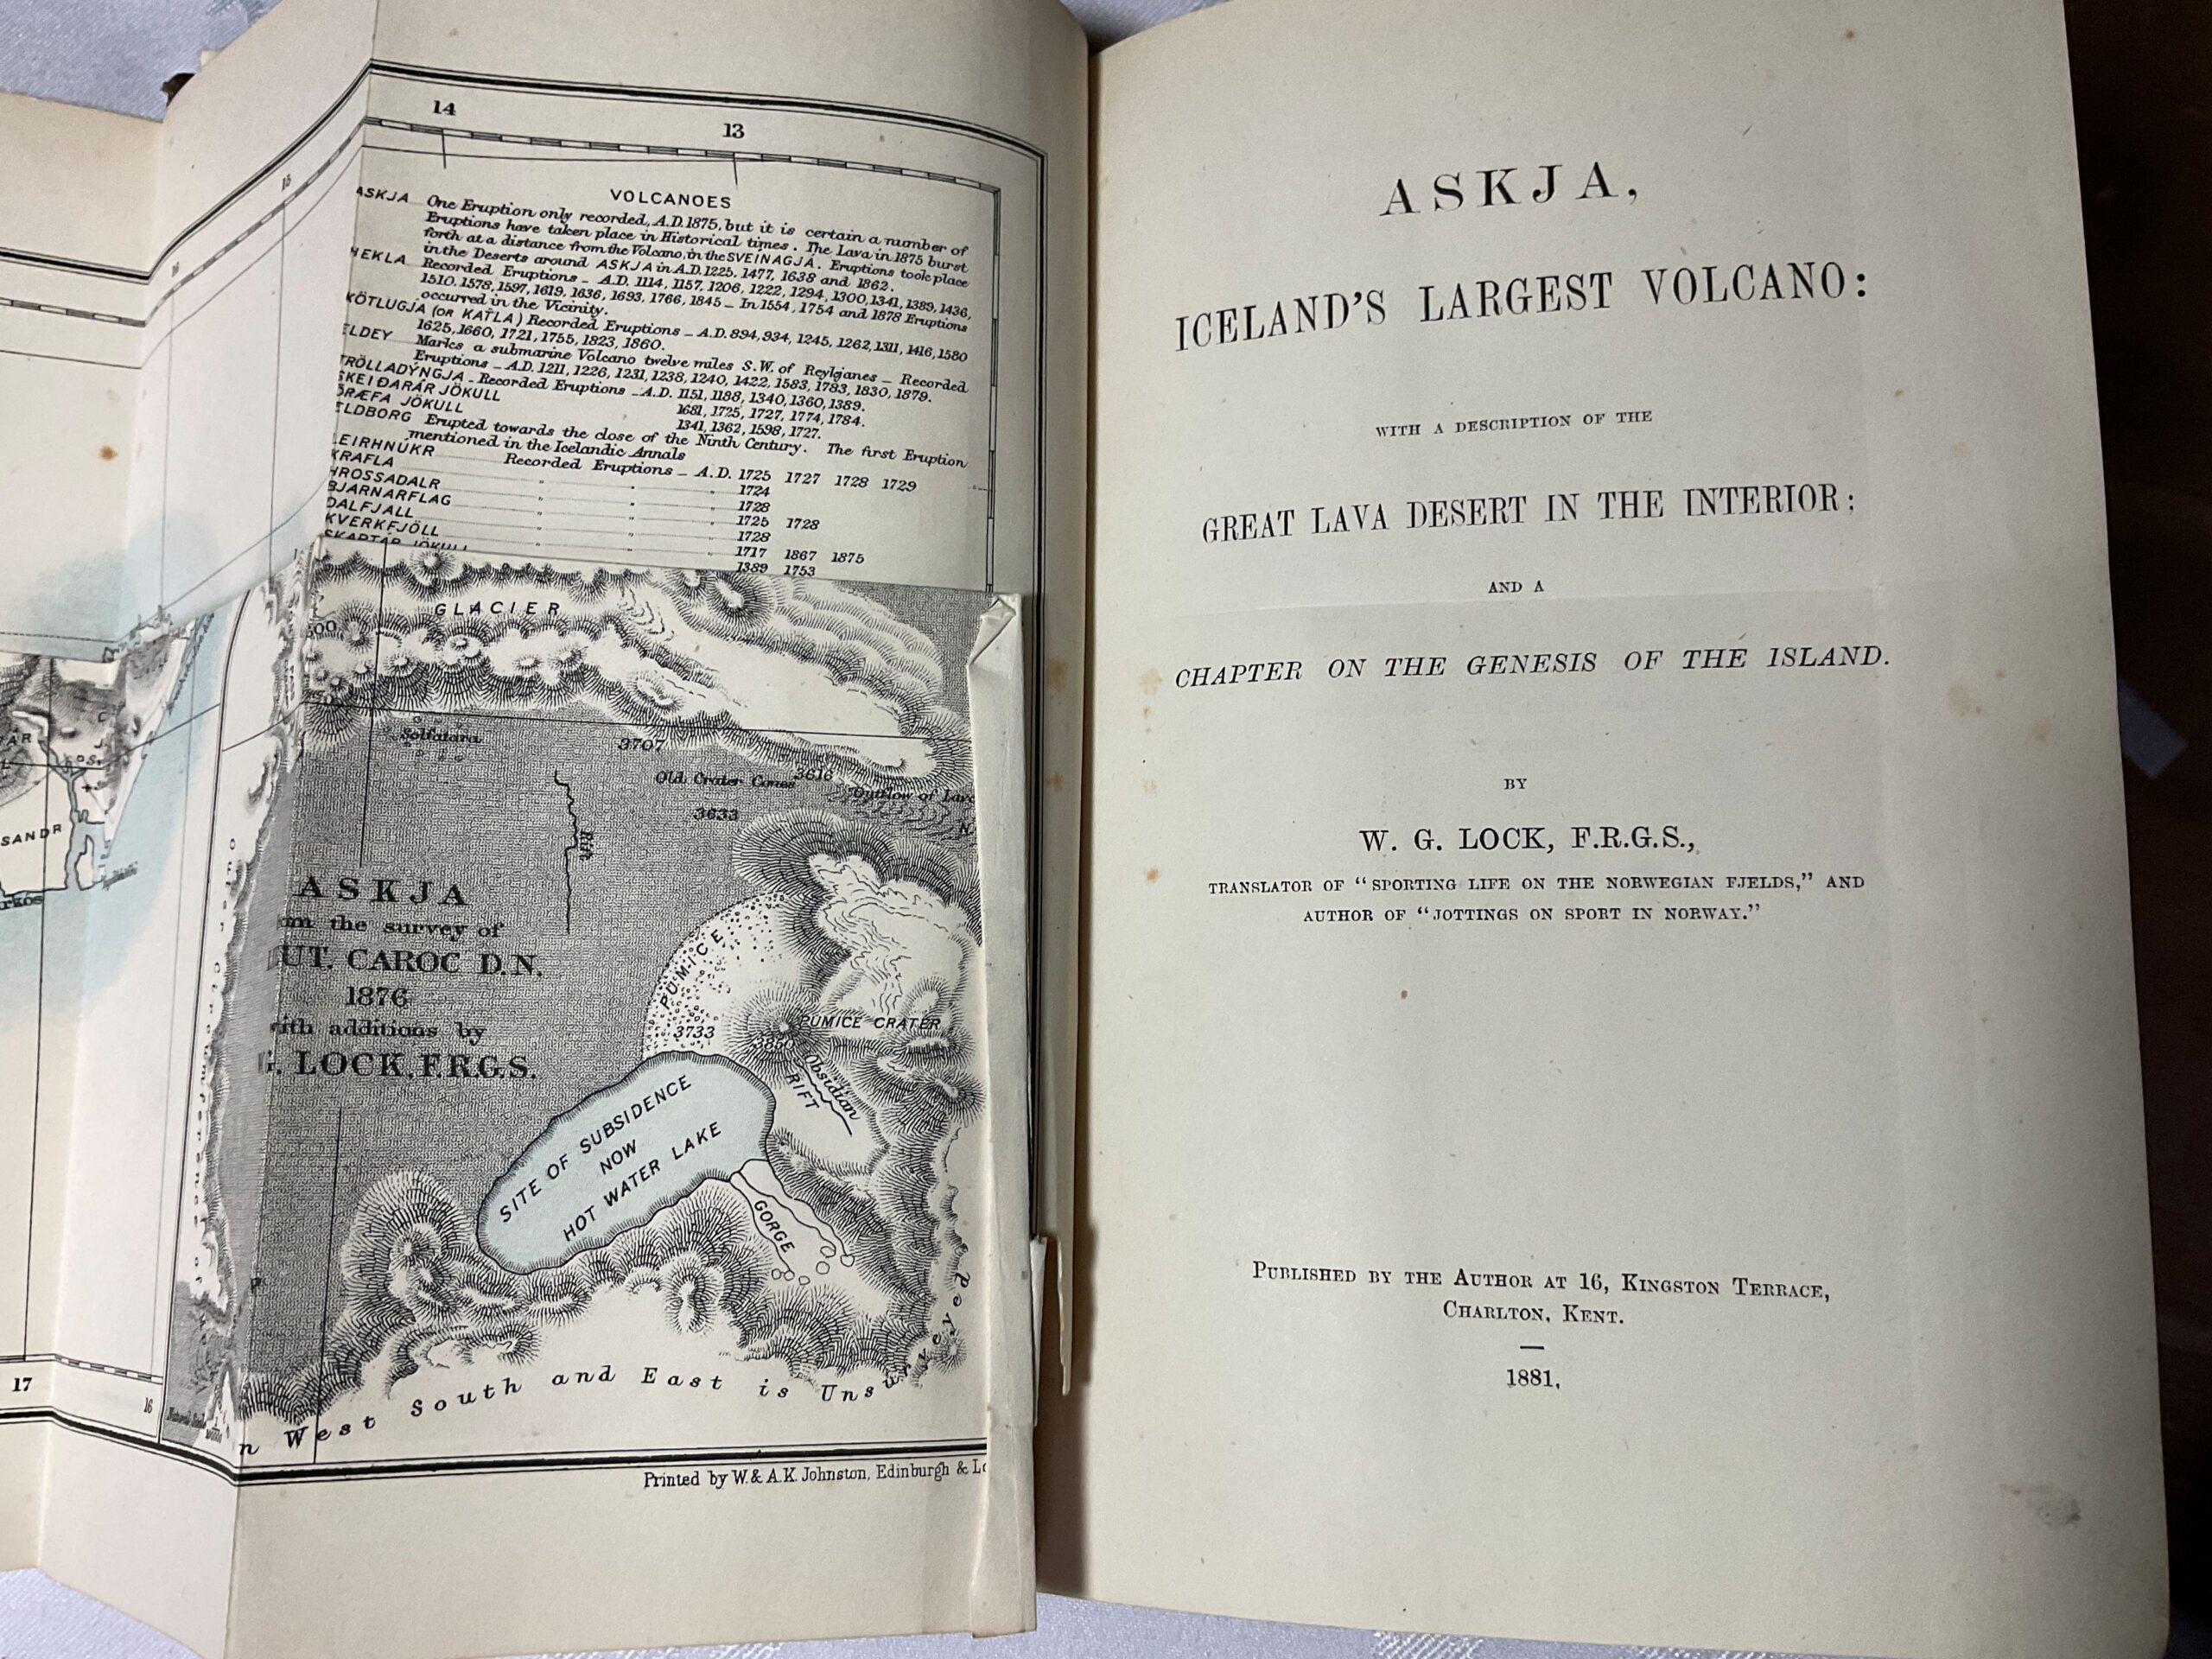 14
13
15
16
VOLCANOES
ASKJA One Eruption only recorded, A.D. 1875, but it is certain a number of
Eruptions have taken place in Historical times. The Lava in 1875 burst
forth at a distance from the Volcano, in the SVEINAGJÁ. Eruptions took place
in the Deserts around ASKJA in A.D. 1225, 1477, 1638 and 1862.
HEKLA Recorded Eruptions – A.D. 1114, 1157, 1206, 1222, 1294, 1300, 1341, 1389, 1436,
1510, 1578, 1597, 1619, 1636, 1693, 1766, 1845 – In 1554, 1754 and 1878 Eruptions
occurred in the Vicinity.
KÖTLUGJA (OR KATLA) Recorded Eruptions – A.D. 894, 934, 1245, 1262, 1311, 1416, 1580
1625, 1660, 1721, 1755, 1823, 1860.
ELDEY Marks a submarine Volcano twelve miles S.W. of Reykjanes – Recorded
Eruptions – A.D. 1211, 1226, 1231, 1238, 1240, 1422, 1583, 1783, 1830, 1879.
TRÖLLADÝNGJA – Recorded Eruptions – A.D. 1151, 1188, 1340, 1360, 1389.
SKEIÐARÁR JÖKULL 1681, 1725, 1727, 1774, 1784.
ÖRÆFA JÖKULL 1341, 1362, 1598, 1727.
ELDBORG Erupted towards the close of the Ninth Century. The first Eruption
mentioned in the Icelandic Annals
LEIRHNÚKR Recorded Eruptions – A.D. 1725 1727 1728 1729
KRAFLA " " " 1724
HROSSADALR " " " 1728
BJARNARFLAG " " " 1725 1728
DALFJALL " " " 1728
KVERKFJÖLL " " " 1717 1867 1875
SKAPTAR JÖKULL " 1389 1753
GLACIER
Solfatara
3707
Old Crater Cones
3616
Outflow of Lava
3633
Rift
SANDR
ASKJA
the survey of
UT. CAROC D.N.
1876
with additions by
G. LOCK, F.R.G.S.
PUMICE
3733
PUMICE CRATER
3850
Obsidian
RIFT
SITE OF SUBSIDENCE
NOW
HOT WATER LAKE
GORGE
n West South and East is Unsurveyed
17
16
Printed by W. & A.K. Johnston, Edinburgh &
ASKJA,
ICELAND'S LARGEST VOLCANO:
WITH A DESCRIPTION OF THE
GREAT LAVA DESERT IN THE INTERIOR;
AND A
CHAPTER ON THE GENESIS OF THE ISLAND.
BY
W. G. LOCK, F.R.G.S.,
TRANSLATOR OF "SPORTING LIFE ON THE NORWEGIAN FJELDS," AND
AUTHOR OF "JOTTINGS ON SPORT IN NORWAY."
PUBLISHED BY THE AUTHOR AT 16, KINGSTON TERRACE,
CHARLTON, KENT.
1881.